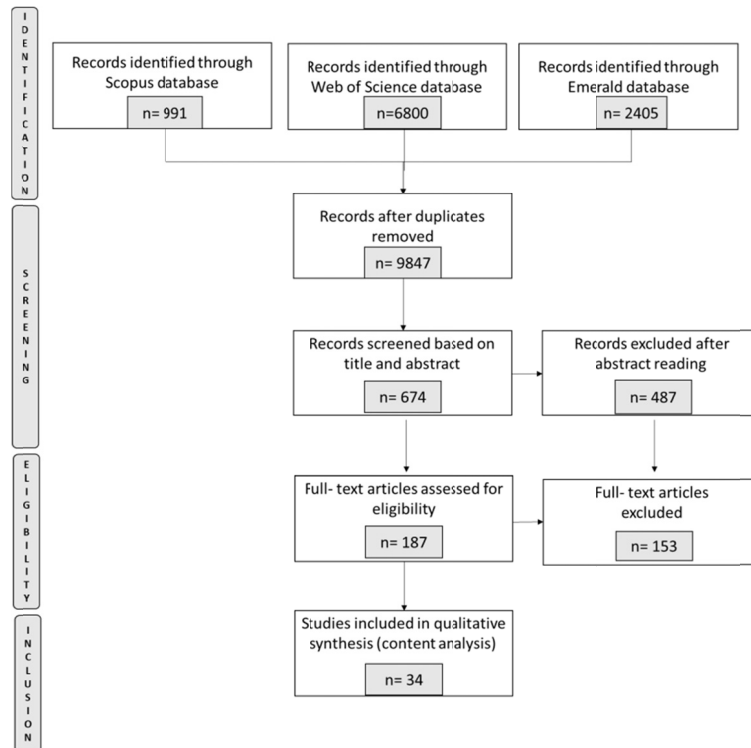 IDENTIFICATION
Records identified through
Scopus database
n= 991
Records identified through
Web of Science database
n=6800
Records identified through
Emerald database
n= 2405
SCREENING
Records after duplicates
removed
n= 9847
Records screened based on
title and abstract
n= 674
Records excluded after
abstract reading
n= 487
ELIGIBILITY
Full- text articles assessed for
eligibility
n= 187
Full- text articles
excluded
n= 153
INCLUSION
Studies included in qualitative
synthesis (content analysis)
n= 34